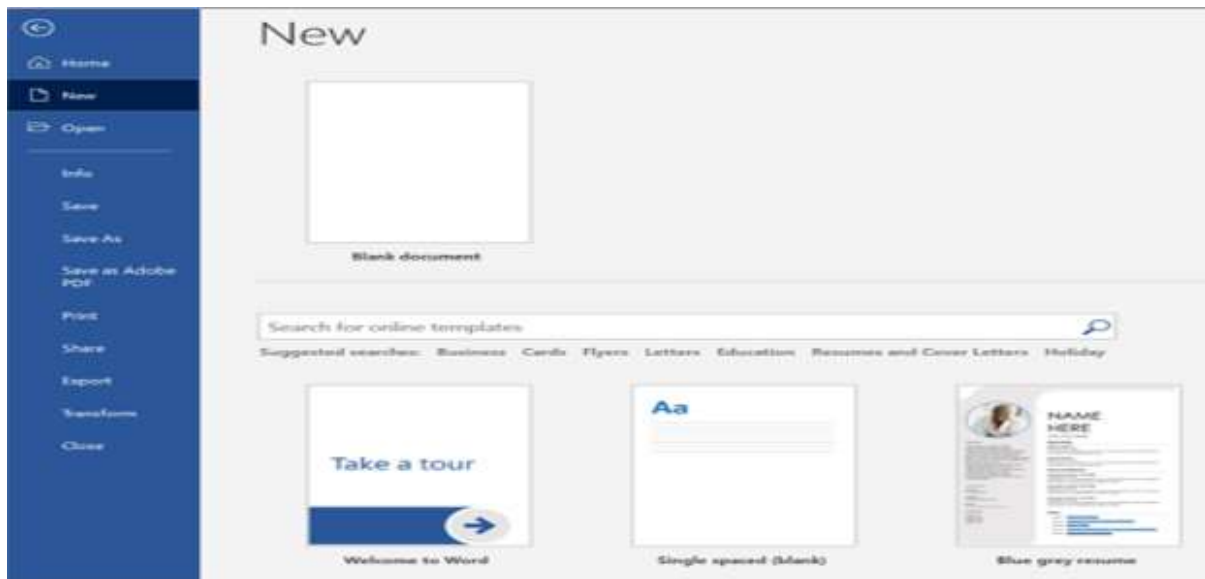 New
Home
New
Open
Info
Save
Save As
Save as Adobe
PDF
Print
Share
Export
Transform
Close
Blank document
Search for online templates
Suggested searches: Business Cards Flyers Letters Education Resumes and Cover Letters Holiday
Take a tour
Welcome to Word
Aa
Single spaced (blank)
NAME
HERE
Blue grey resume